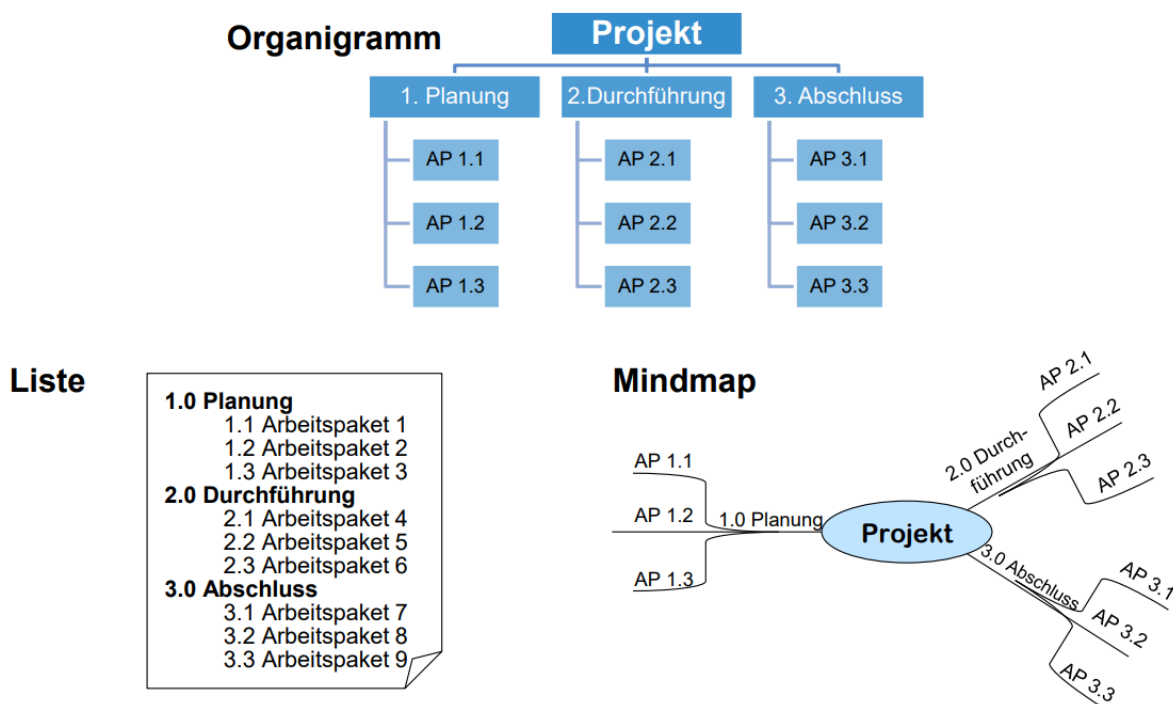 Organigramm
Projekt
1. Planung
2.Durchführung
3. Abschluss
AP 1.1
AP 2.1
AP 3.1
AP 1.2
AP 2.2
AP 3.2
AP 1.3
AP 2.3
AP 3.3
Liste
1.0 Planung
1.1 Arbeitspaket 1
1.2 Arbeitspaket 2
1.3 Arbeitspaket 3
2.0 Durchführung
2.1 Arbeitspaket 4
2.2 Arbeitspaket 5
2.3 Arbeitspaket 6
3.0 Abschluss
3.1 Arbeitspaket 7
3.2 Arbeitspaket 8
3.3 Arbeitspaket 9
Mindmap
AP 1.1
AP 1.2
AP 1.3
1.0 Planung
Projekt
2.0 Durch-
führung
AP 2.1
AP 2.2
AP 2.3
3.0 Abschluss
AP 3.1
AP 3.2
AP 3.3